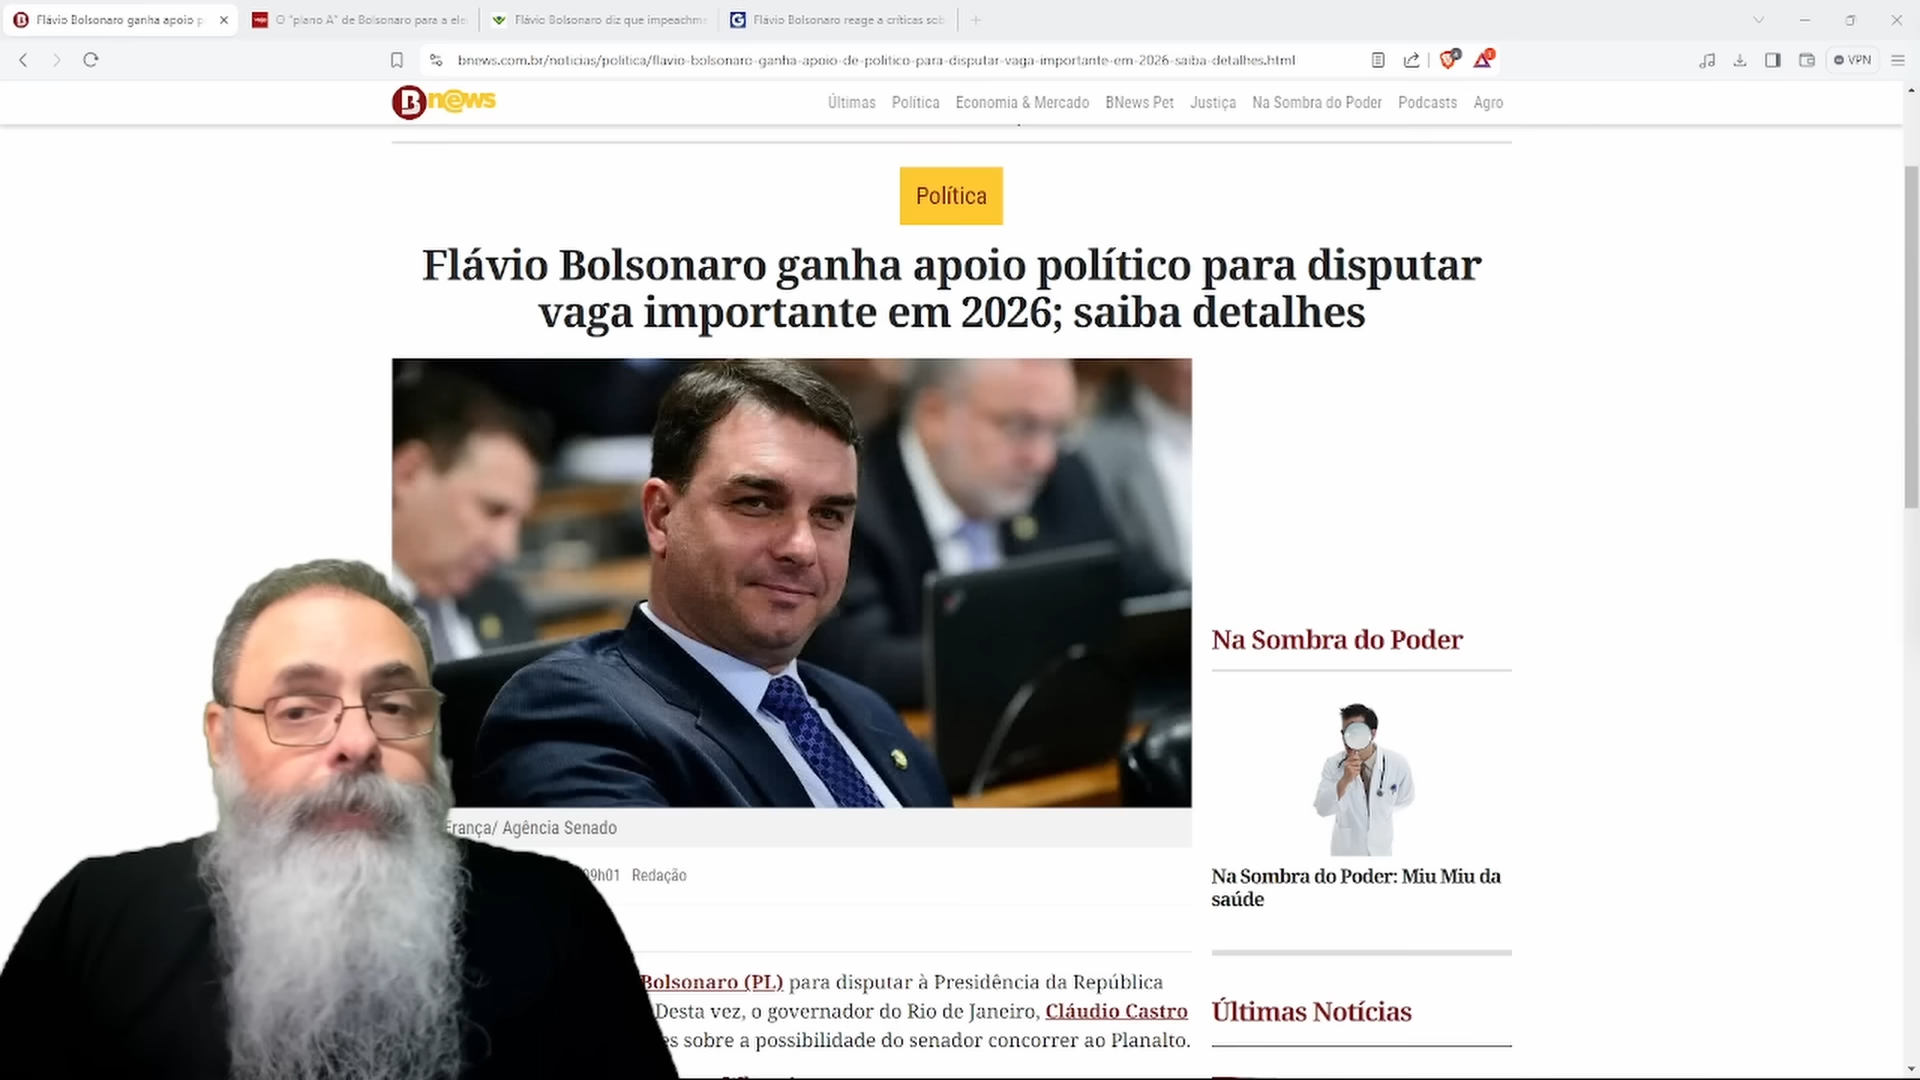 Flávio Bolsonaro ganha apoio p
O "plano A" de Bolsonaro para a ele
Flávio Bolsonaro diz que impeachme
Flávio Bolsonaro reage a críticas sob
bnews.com.br/noticias/politica/flavio-bolsonaro-ganha-apoio-de-politico-para-disputar-vaga-importante-em-2026-saiba-detalhes.html
VPN
Bn@ws
Últimas Política Economia & Mercado BNews Pet Justiça Na Sombra do Poder Podcasts Agro
Política
Flávio Bolsonaro ganha apoio político para disputar
vaga importante em 2026; saiba detalhes
França/ Agência Senado
09h01 Redação
Bolsonaro (PL) para disputar à Presidência da República
Desta vez, o governador do Rio de Janeiro, Cláudio Castro
es sobre a possibilidade do senador concorrer ao Planalto.
Na Sombra do Poder
Na Sombra do Poder: Miu Miu da
saúde
Últimas Notícias